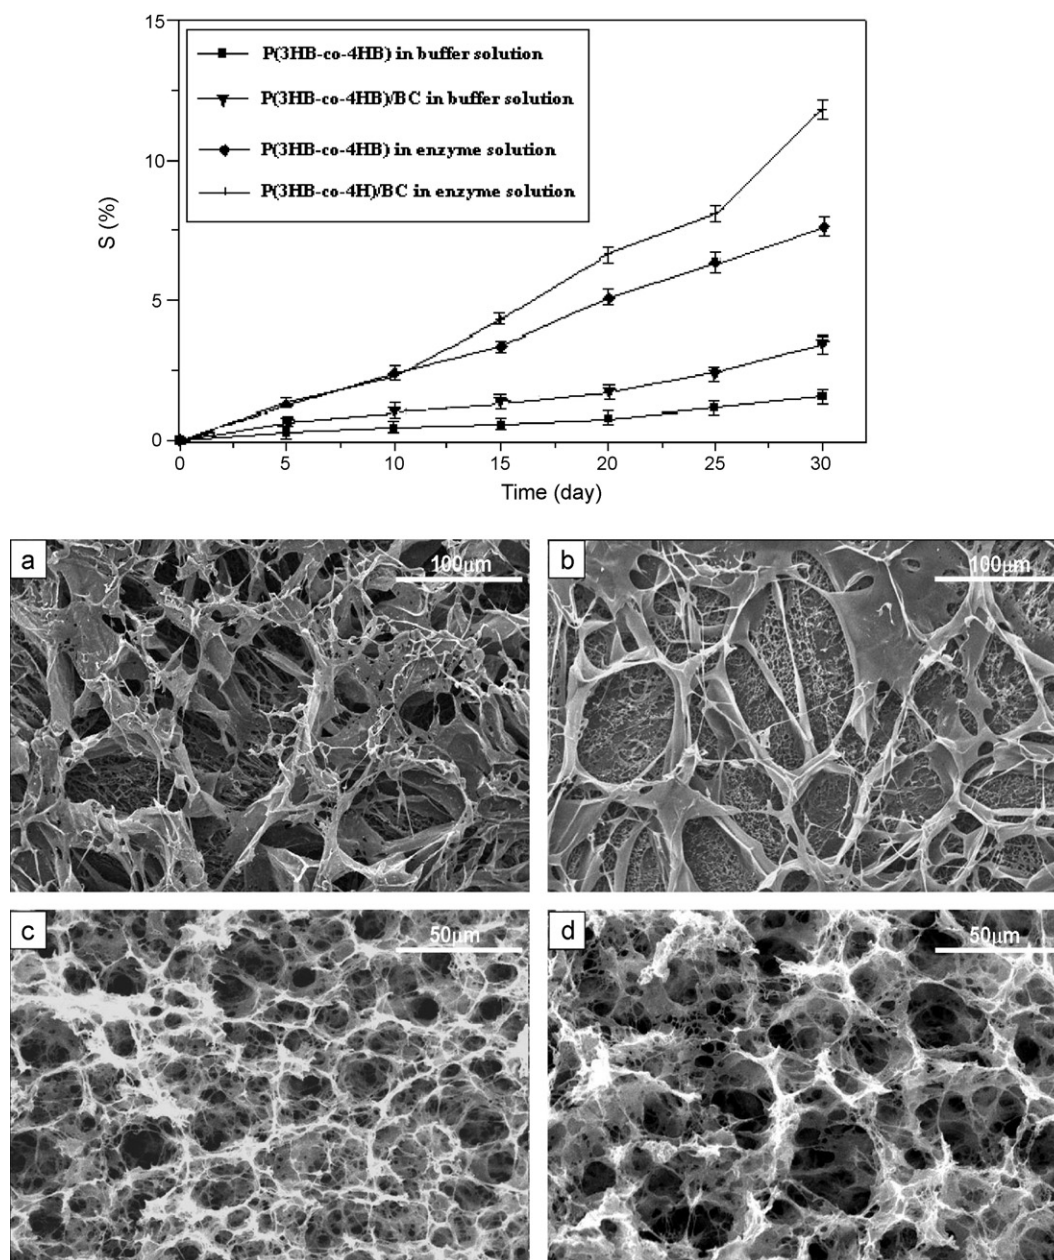 15
10
5
0
S (%)
P(3HB-co-4HB) in buffer solution
P(3HB-co-4HB)/BC in buffer solution
P(3HB-co-4HB) in enzyme solution
P(3HB-co-4H)/BC in enzyme solution
0 5 10 15 20 25 30
Time (day)
a 100μm
b 100μm
c 50μm
d 50μm